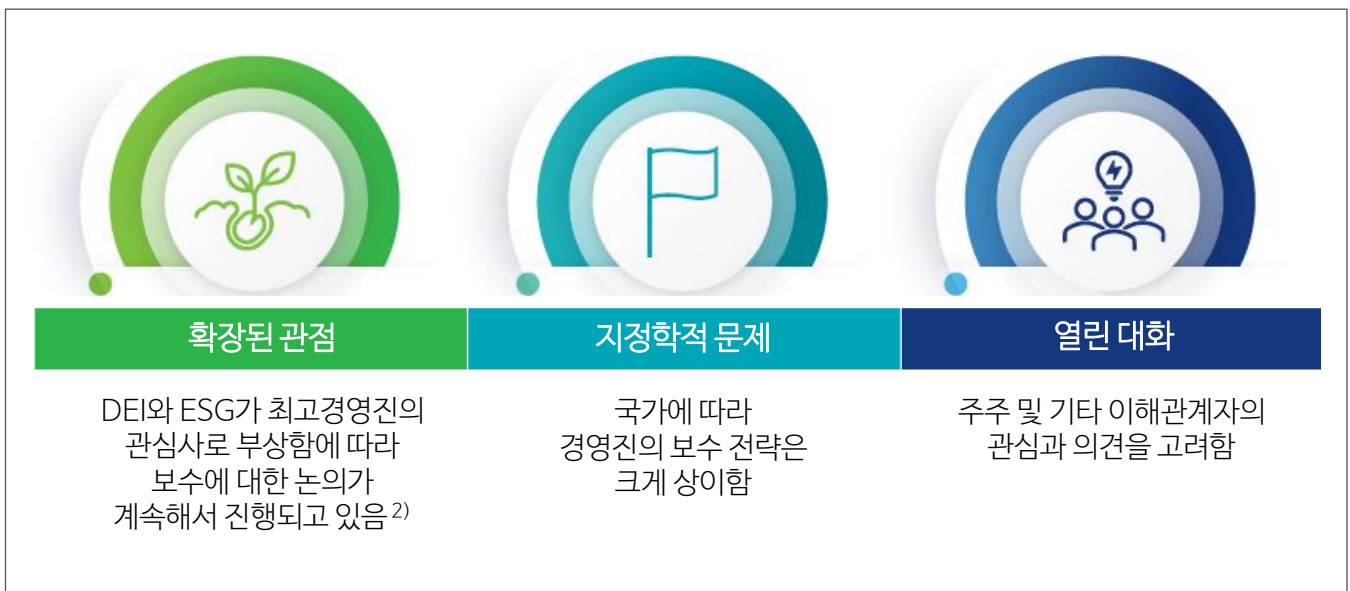 확장된 관점
DEI와 ESG가 최고경영진의
관심사로 부상함에 따라
보수에 대한 논의가
계속해서 진행되고 있음 2)
지정학적 문제
국가에 따라
경영진의 보수 전략은
크게 상이함
열린 대화
주주 및 기타 이해관계자의
관심과 의견을 고려함